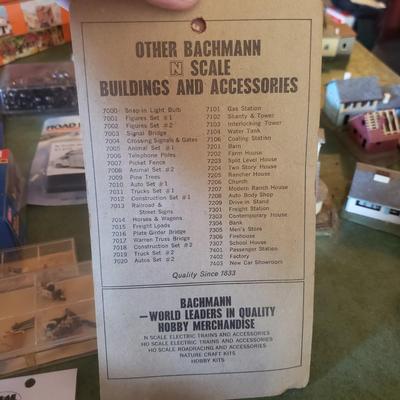 OTHER BACHMANN
N SCALE
BUILDINGS AND ACCESSORIES
7000 Snap-in Light Bulb
7001 Figures Set #1
7002 Figures Set #2
7003 Signal Bridge
7004 Crossing Signals & Gates
7005 Animal Set #1
7006 Telephone Poles
7007 Picket Fence
7008 Animal Set #2
7009 Pine Trees
7010 Auto Set #1
7011 Trucks Set #1
7012 Construction Set #1
7013 Railroad &
Street Signs
7014 Horses & Wagons
7015 Freight Loads
7016 Plate Girder Bridge
7017 Warren Truss Bridge
7018 Construction Set #2
7019 Truck Set #2
7020 Autos Set #2
7101 Gas Station
7102 Shanty & Tower
7103 Interlocking Tower
7104 Water Tank
7106 Coaling Station
7201 Barn
7202 Farm House
7203 Split Level House
7204 Two Story House
7205 Rancher House
7206 Church
7207 Modern Ranch House
7208 Auto Body Shop
7209 Drive in Stand
7301 Freight Station
7303 Contemporary House
7304 Bank
7305 Men's Store
7306 Firehouse
7307 School House
7401 Passenger Station
7402 Factory
7403 New Car Showroom
Quality Since 1833
BACHMANN
—WORLD LEADERS IN QUALITY
HOBBY MERCHANDISE
N SCALE ELECTRIC TRAINS AND ACCESSORIES
HO SCALE ELECTRIC TRAINS AND ACCESSORIES
HO SCALE ROADRACING AND ACCESSORIES
NATURE CRAFT KITS
HOBBY KITS
ROAD